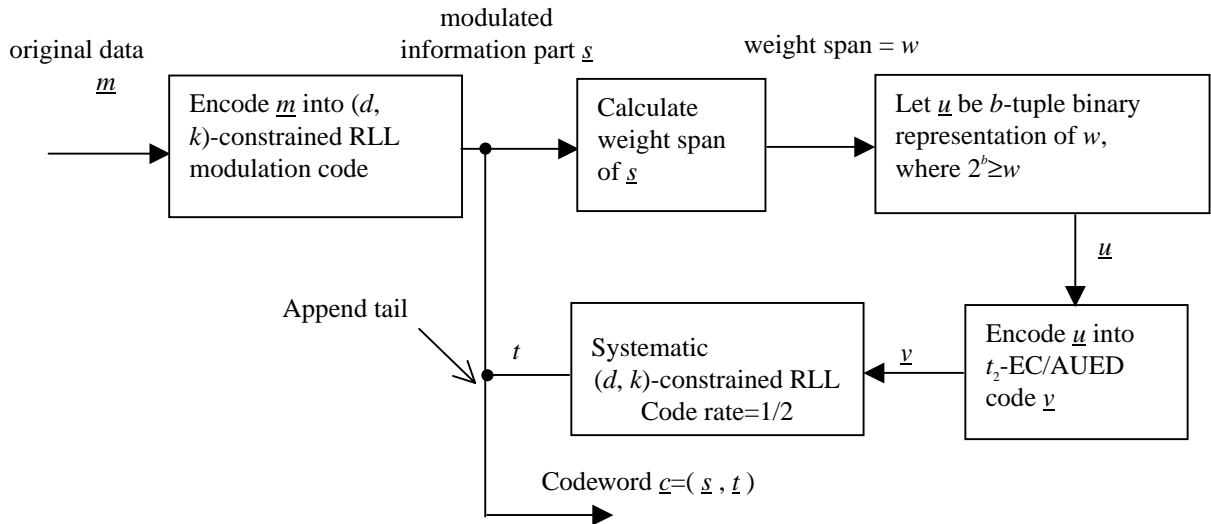 original data
m
Encode m into (d,
k)-constrained RLL
modulation code
modulated
information part s
Calculate
weight span
of s
weight span = w
Let u be b-tuple binary
representation of w,
where 2^b≥w
u
Encode u into
t₂-EC/AUED
code v
v
Systematic
(d, k)-constrained RLL
Code rate=1/2
t
Append tail
Codeword c=( s , t )